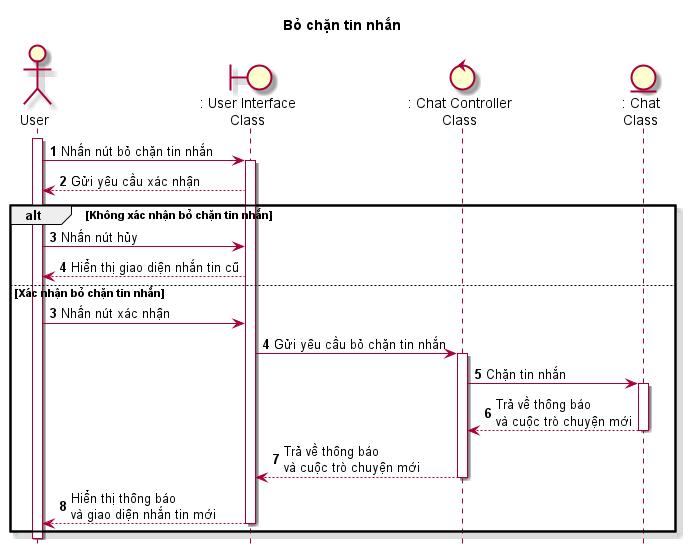 Bỏ chặn tin nhắn
User
: User Interface
Class
: Chat Controller
Class
: Chat
Class
1 Nhấn nút bỏ chặn tin nhắn
2 Gửi yêu cầu xác nhận
alt [Không xác nhận bỏ chặn tin nhắn]
3 Nhấn nút hủy
4 Hiển thị giao diện nhắn tin cũ
[Xác nhận bỏ chặn tin nhắn]
3 Nhấn nút xác nhận
4 Gửi yêu cầu bỏ chặn tin nhắn
5 Chặn tin nhắn
6 Trả về thông báo
và cuộc trò chuyện mới
7 Trả về thông báo
và cuộc trò chuyện mới
8 Hiển thị thông báo
và giao diện nhắn tin mới